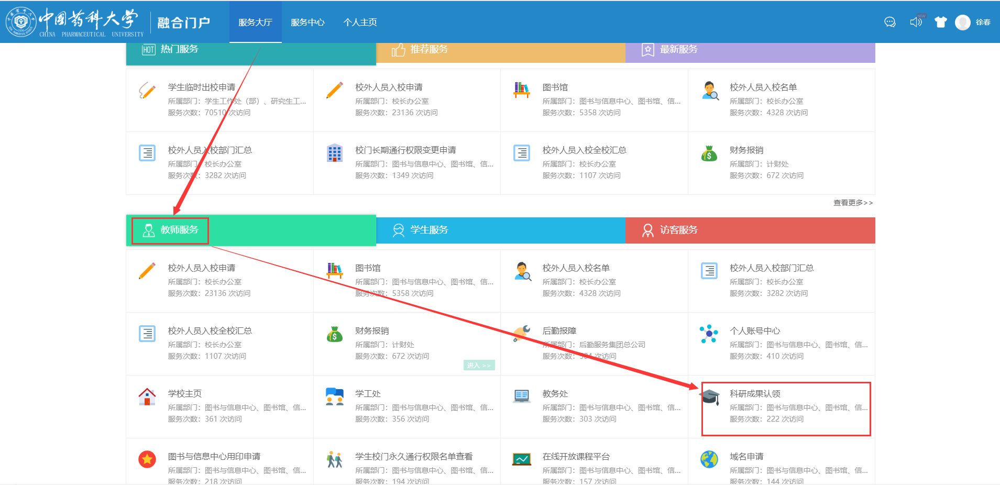 中国药科大学
CHINA PHARMACEUTICAL UNIVERSITY
融合门户
服务大厅 服务中心 个人主页
NEW
徐春
HOT 热门服务 推荐服务 最新服务
学生临时出校申请
所属部门：学生工作处（部）、研究生工...
服务次数：70510 次访问
校外人员入校申请
所属部门：校长办公室
服务次数：23136 次访问
图书馆
所属部门：图书与信息中心、图书馆、信...
服务次数：5358 次访问
校外人员入校名单
所属部门：校长办公室
服务次数：4328 次访问
校外人员入校部门汇总
所属部门：校长办公室
服务次数：3282 次访问
校门长期通行权限变更申请
所属部门：图书与信息中心、图书馆、信...
服务次数：1349 次访问
校外人员入校全校汇总
所属部门：校长办公室
服务次数：1107 次访问
财务报销
所属部门：计财处
服务次数：672 次访问
查看更多>>
教师服务 学生服务 访客服务
校外人员入校申请
所属部门：校长办公室
服务次数：23136 次访问
图书馆
所属部门：图书与信息中心、图书馆、信...
服务次数：5358 次访问
校外人员入校名单
所属部门：校长办公室
服务次数：4328 次访问
校外人员入校部门汇总
所属部门：校长办公室
服务次数：3282 次访问
校外人员入校全校汇总
所属部门：校长办公室
服务次数：1107 次访问
财务报销
所属部门：计财处
服务次数：672 次访问
进入 >>
后勤报障
所属部门：后勤服务集团总公司
服务次数：504 次访问
个人账号中心
所属部门：图书与信息中心、图书馆、信...
服务次数：410 次访问
学校主页
所属部门：图书与信息中心、图书馆、信...
服务次数：361 次访问
学工处
所属部门：图书与信息中心、图书馆、信...
服务次数：356 次访问
教务处
所属部门：图书与信息中心、图书馆、信...
服务次数：303 次访问
科研成果认领
所属部门：图书与信息中心、图书馆、信...
服务次数：222 次访问
图书与信息中心用印申请
所属部门：图书与信息中心、图书馆、信...
服务次数：218 次访问
学生校门永久通行权限名单查看
所属部门：图书与信息中心、图书馆、信...
服务次数：194 次访问
在线开放课程平台
所属部门：图书与信息中心、图书馆、信...
服务次数：157 次访问
域名申请
所属部门：图书与信息中心、图书馆、信...
服务次数：144 次访问